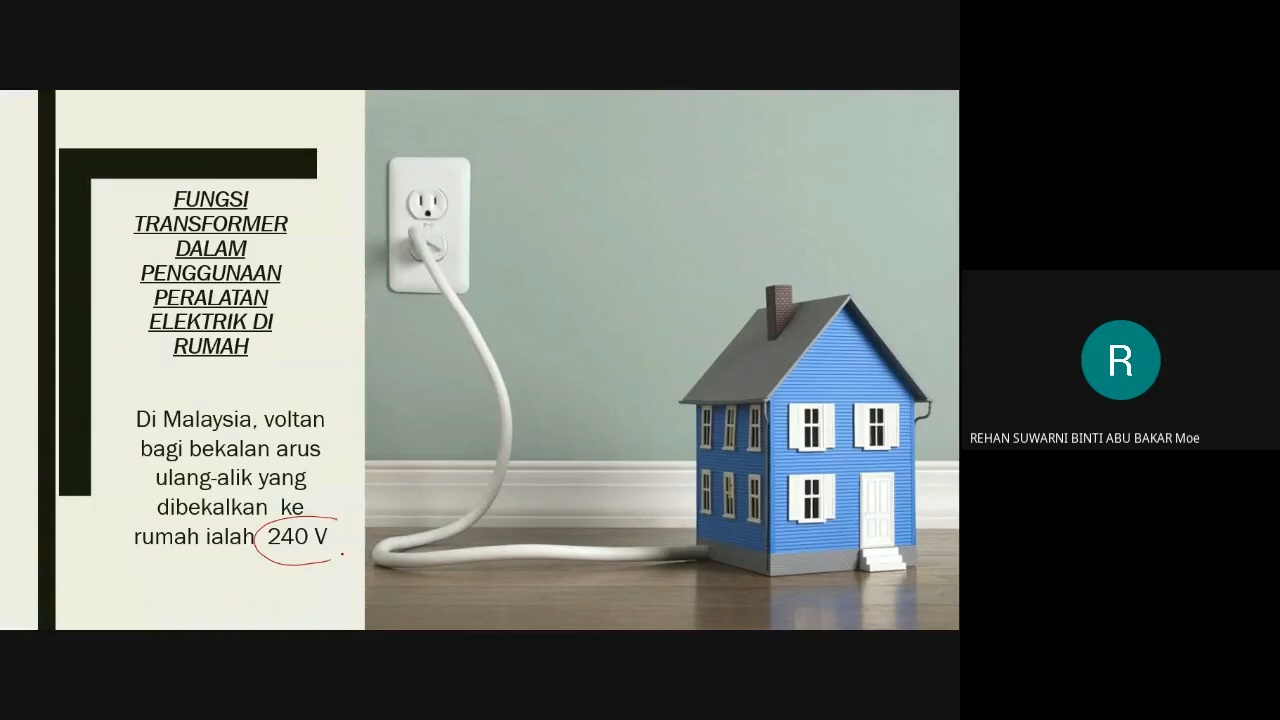 FUNGSI
TRANSFORMER
DALAM
PENGGUNAAN
PERALATAN
ELEKTRIK DI
RUMAH
Di Malaysia, voltan
bagi bekalan arus
ulang-alik yang
dibekalkan ke
rumah ialah 240 V
R
REHAN SUWARNI BINTI ABU BAKAR Moe